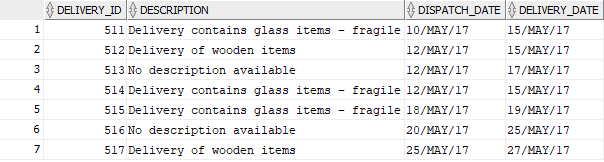 DELIVERY_ID DESCRIPTION DISPATCH_DATE DELIVERY_DATE
1 511 Delivery contains glass items - fragile 10/MAY/17 15/MAY/17
2 512 Delivery of wooden items 12/MAY/17 15/MAY/17
3 513 No description available 12/MAY/17 17/MAY/17
4 514 Delivery contains glass items - fragile 12/MAY/17 15/MAY/17
5 515 Delivery contains glass items - fragile 18/MAY/17 19/MAY/17
6 516 No description available 20/MAY/17 25/MAY/17
7 517 Delivery of wooden items 25/MAY/17 27/MAY/17